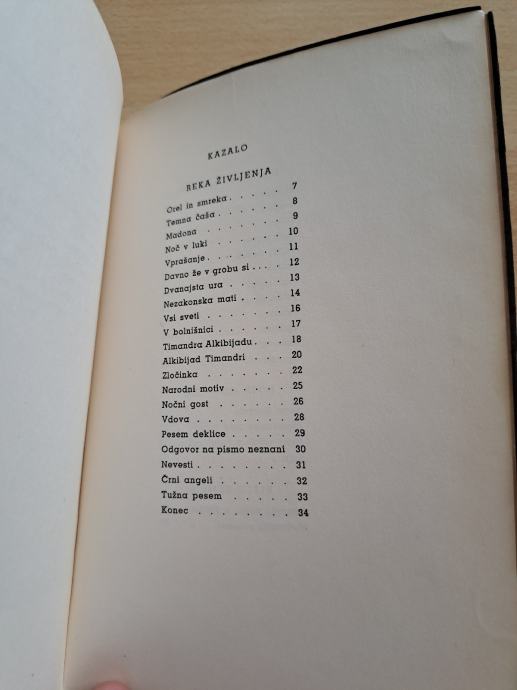 KAZALO
REKA ŽIVLJENJA
Orel in smreka . . . . . 7
Temna čaša . . . . . . 8
Madona . . . . . . . 9
Noč v luki . . . . . . 10
Vprašanje . . . . . . . 11
Davno že v grobu si . . . . 12
Dvanajsta ura . . . . . 13
Nezakonska mati . . . . 14
Vsi sveti . . . . . . . 16
V bolnišnici . . . . . . 17
Timandra Alkibijadu . . . 18
Alkibijad Timandri . . . 20
Zločinka . . . . . . . 22
Narodni motiv . . . . . 25
Nočni gost . . . . . . 26
Vdova . . . . . . . . 28
Pesem deklice . . . . . 29
Odgovor na pismo neznani 30
Nevesti . . . . . . . . 31
Črni angeli . . . . . . 32
Tužna pesem . . . . . 33
Konec . . . . . . . . 34